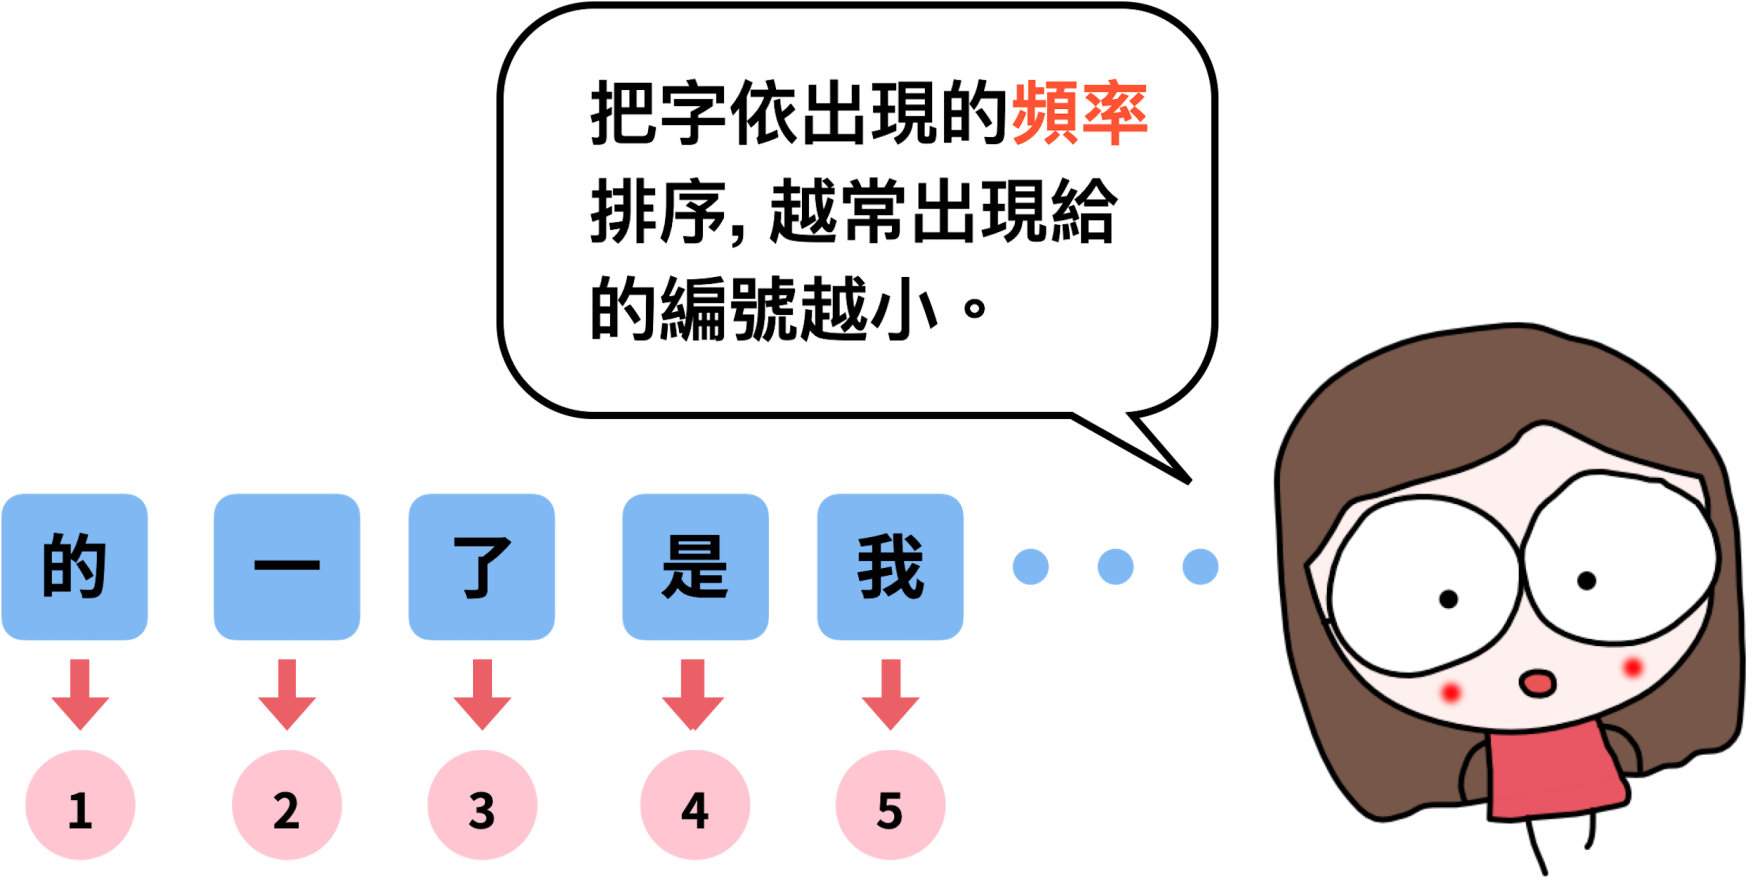 把字依出現的頻率
排序, 越常出現給
的編號越小。
的 一 了 是 我
1 2 3 4 5